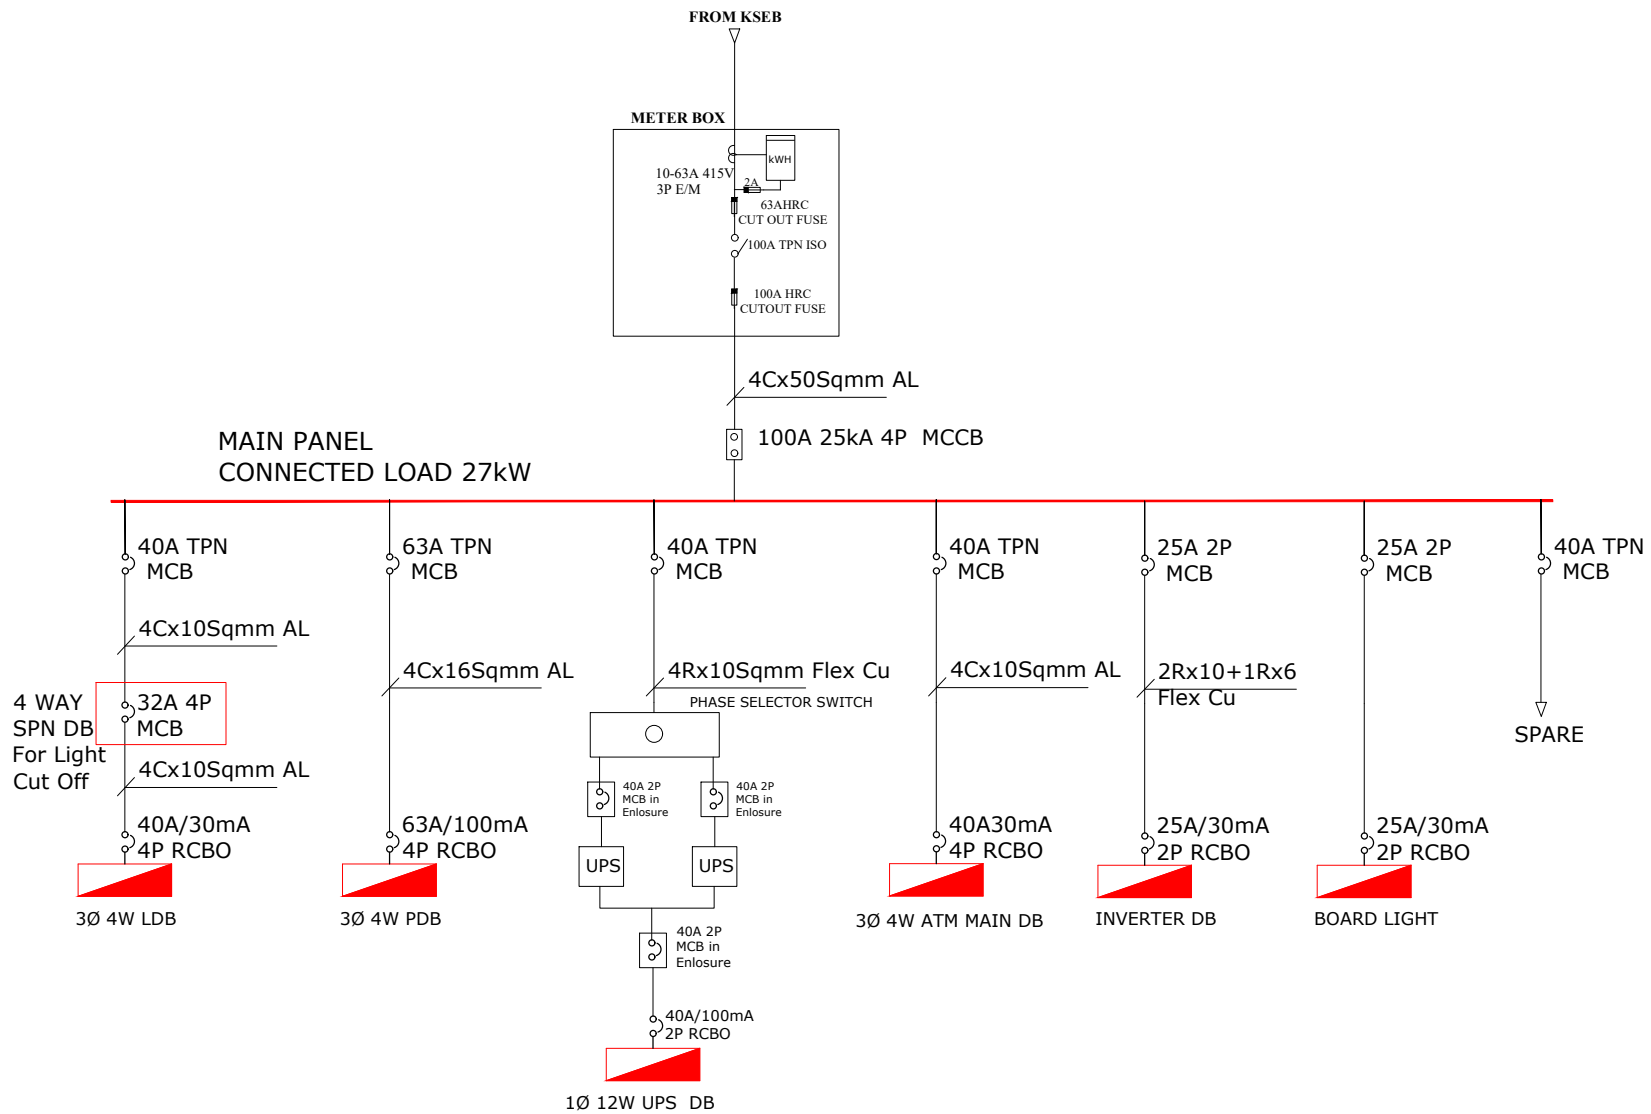 FROM KSEB
METER BOX
kWH
10-63A 415V
3P E/M
2A
63AHRC
CUT OUT FUSE
100A TPN ISO
100A HRC
CUTOUT FUSE
4Cx50Sqmm AL
100A 25kA 4P MCCB
MAIN PANEL
CONNECTED LOAD 27kW
40A TPN
MCB
4Cx10Sqmm AL
4 WAY
SPN DB
For Light
Cut Off
32A 4P
MCB
4Cx10Sqmm AL
40A/30mA
4P RCBO
3Ø 4W LDB
63A TPN
MCB
4Cx16Sqmm AL
63A/100mA
4P RCBO
3Ø 4W PDB
40A TPN
MCB
4Rx10Sqmm Flex Cu
PHASE SELECTOR SWITCH
40A 2P
MCB in
Enlosure
40A 2P
MCB in
Enlosure
UPS
UPS
40A 2P
MCB in
Enlosure
40A/100mA
2P RCBO
1Ø 12W UPS DB
40A TPN
MCB
4Cx10Sqmm AL
40A30mA
4P RCBO
3Ø 4W ATM MAIN DB
25A 2P
MCB
2Rx10+1Rx6
Flex Cu
25A/30mA
2P RCBO
INVERTER DB
25A 2P
MCB
25A/30mA
2P RCBO
BOARD LIGHT
40A TPN
MCB
SPARE